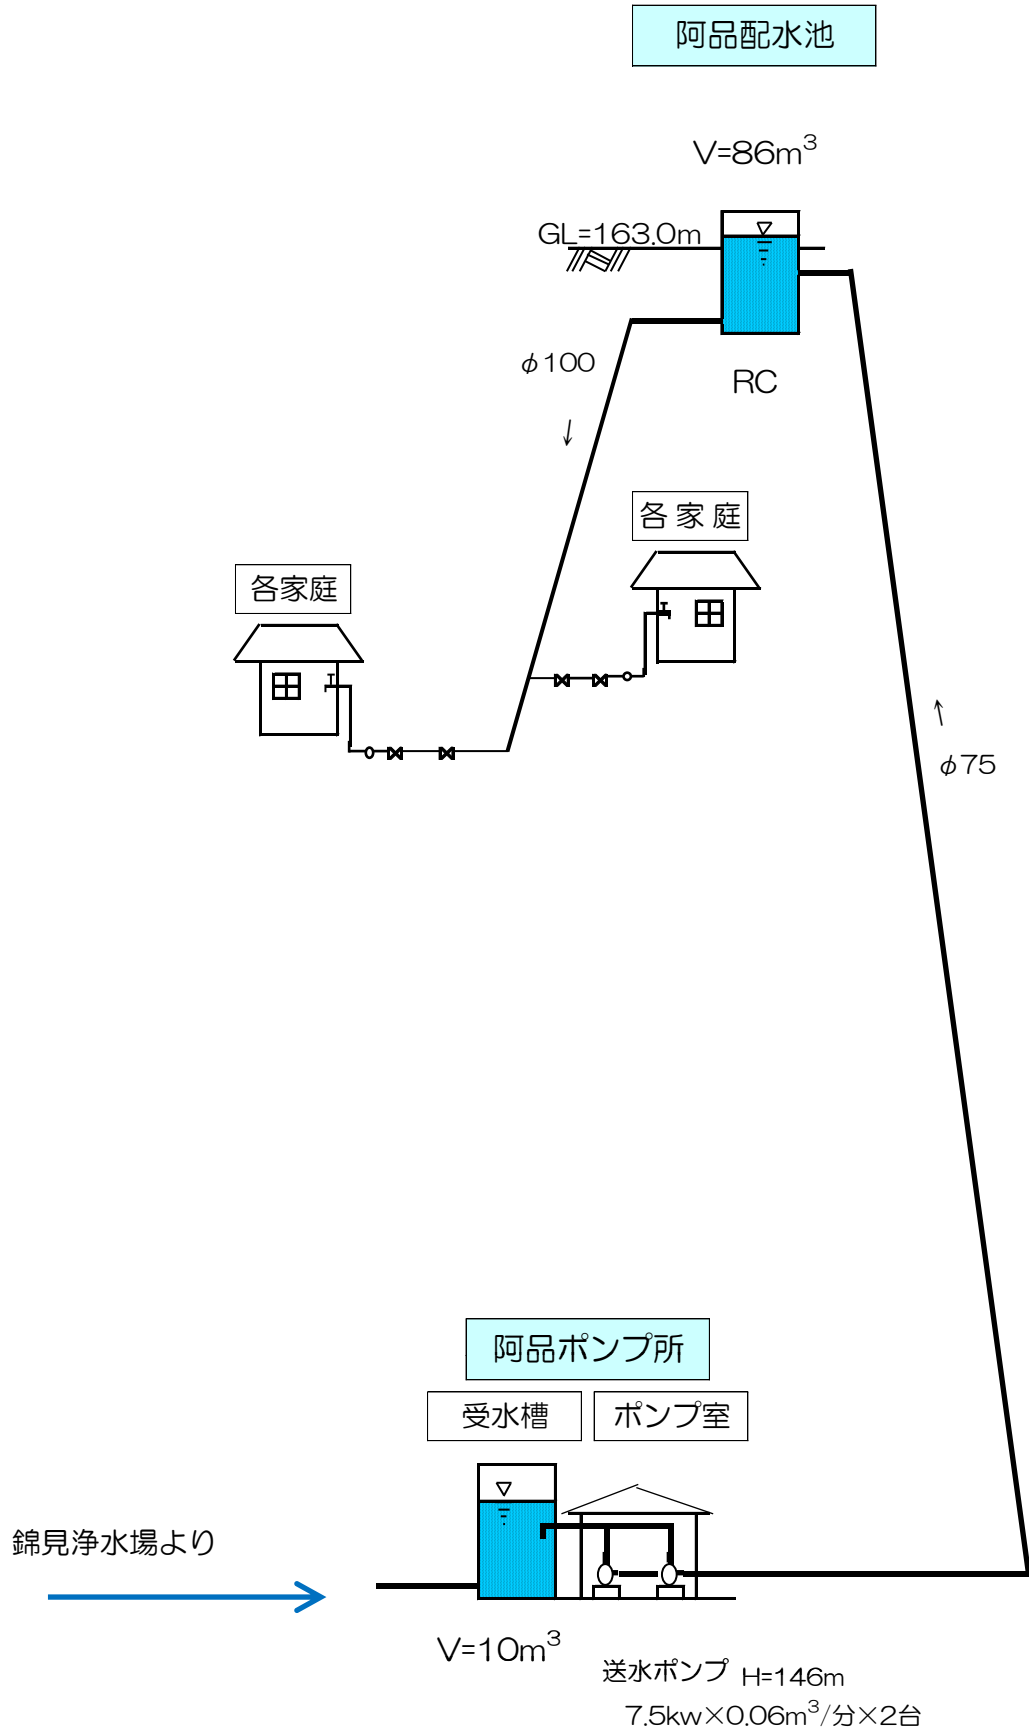 阿品配水池
V=86m³
GL=163.0m
φ100
RC
↓
各家庭
各家庭
↑
φ75
阿品ポンプ所
受水槽
ポンプ室
錦見浄水場より
V=10m³
送水ポンプ H=146m
7.5kw×0.06m³/分×2台